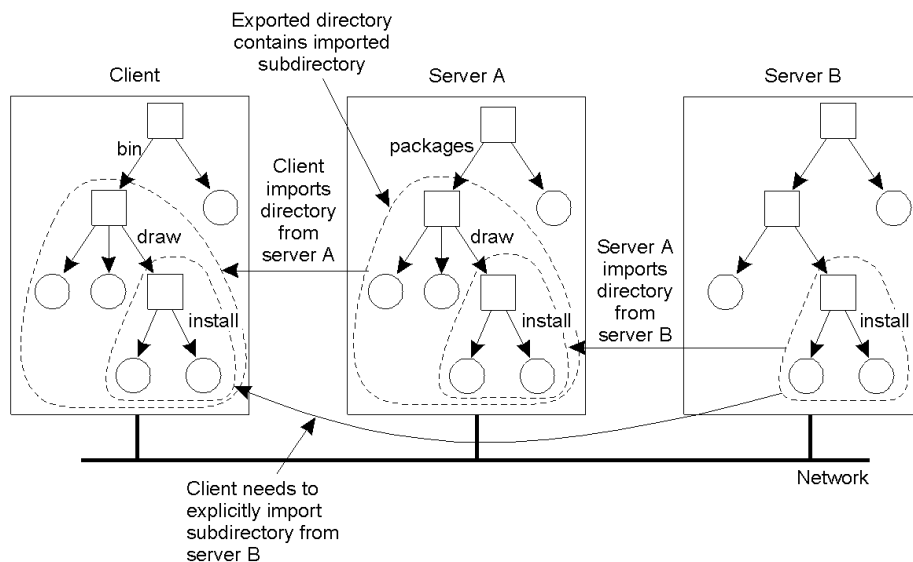 Exported directory
contains imported
subdirectory
Client
Server A
Server B
bin
packages
Client
imports
directory
from
server A
draw
draw
Server A
imports
directory
from
server B
install
install
install
Network
Client needs to
explicitly import
subdirectory from
server B